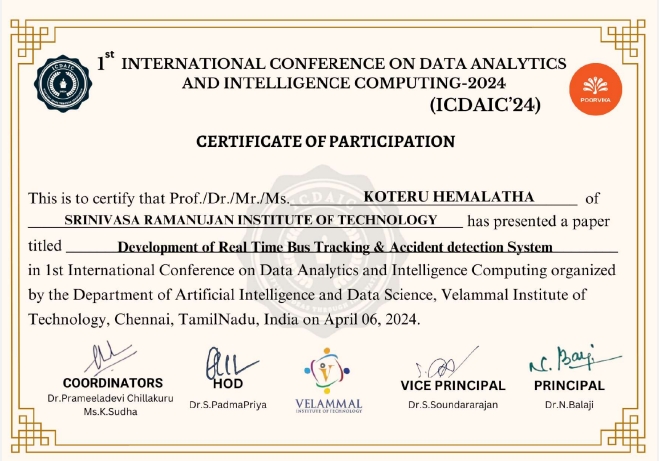 1st INTERNATIONAL CONFERENCE ON DATA ANALYTICS
AND INTELLIGENCE COMPUTING-2024
(ICDAIC'24)
ICDAIC
POORVIKA
CERTIFICATE OF PARTICIPATION
This is to certify that Prof./Dr./Mr./Ms. KOTERU HEMALATHA of
SRINIVASA RAMANUJAN INSTITUTE OF TECHNOLOGY has presented a paper
titled Development of Real Time Bus Tracking & Accident detection System
in 1st International Conference on Data Analytics and Intelligence Computing organized
by the Department of Artificial Intelligence and Data Science, Velammal Institute of
Technology, Chennai, TamilNadu, India on April 06, 2024.
COORDINATORS
Dr.Prameeladevi Chillakuru
Ms.K.Sudha
HOD
Dr.S.PadmaPriya
VELAMMAL
INSTITUTE OF TECHNOLOGY
VICE PRINCIPAL
Dr.S.Soundararajan
N. Balaji
PRINCIPAL
Dr.N.Balaji